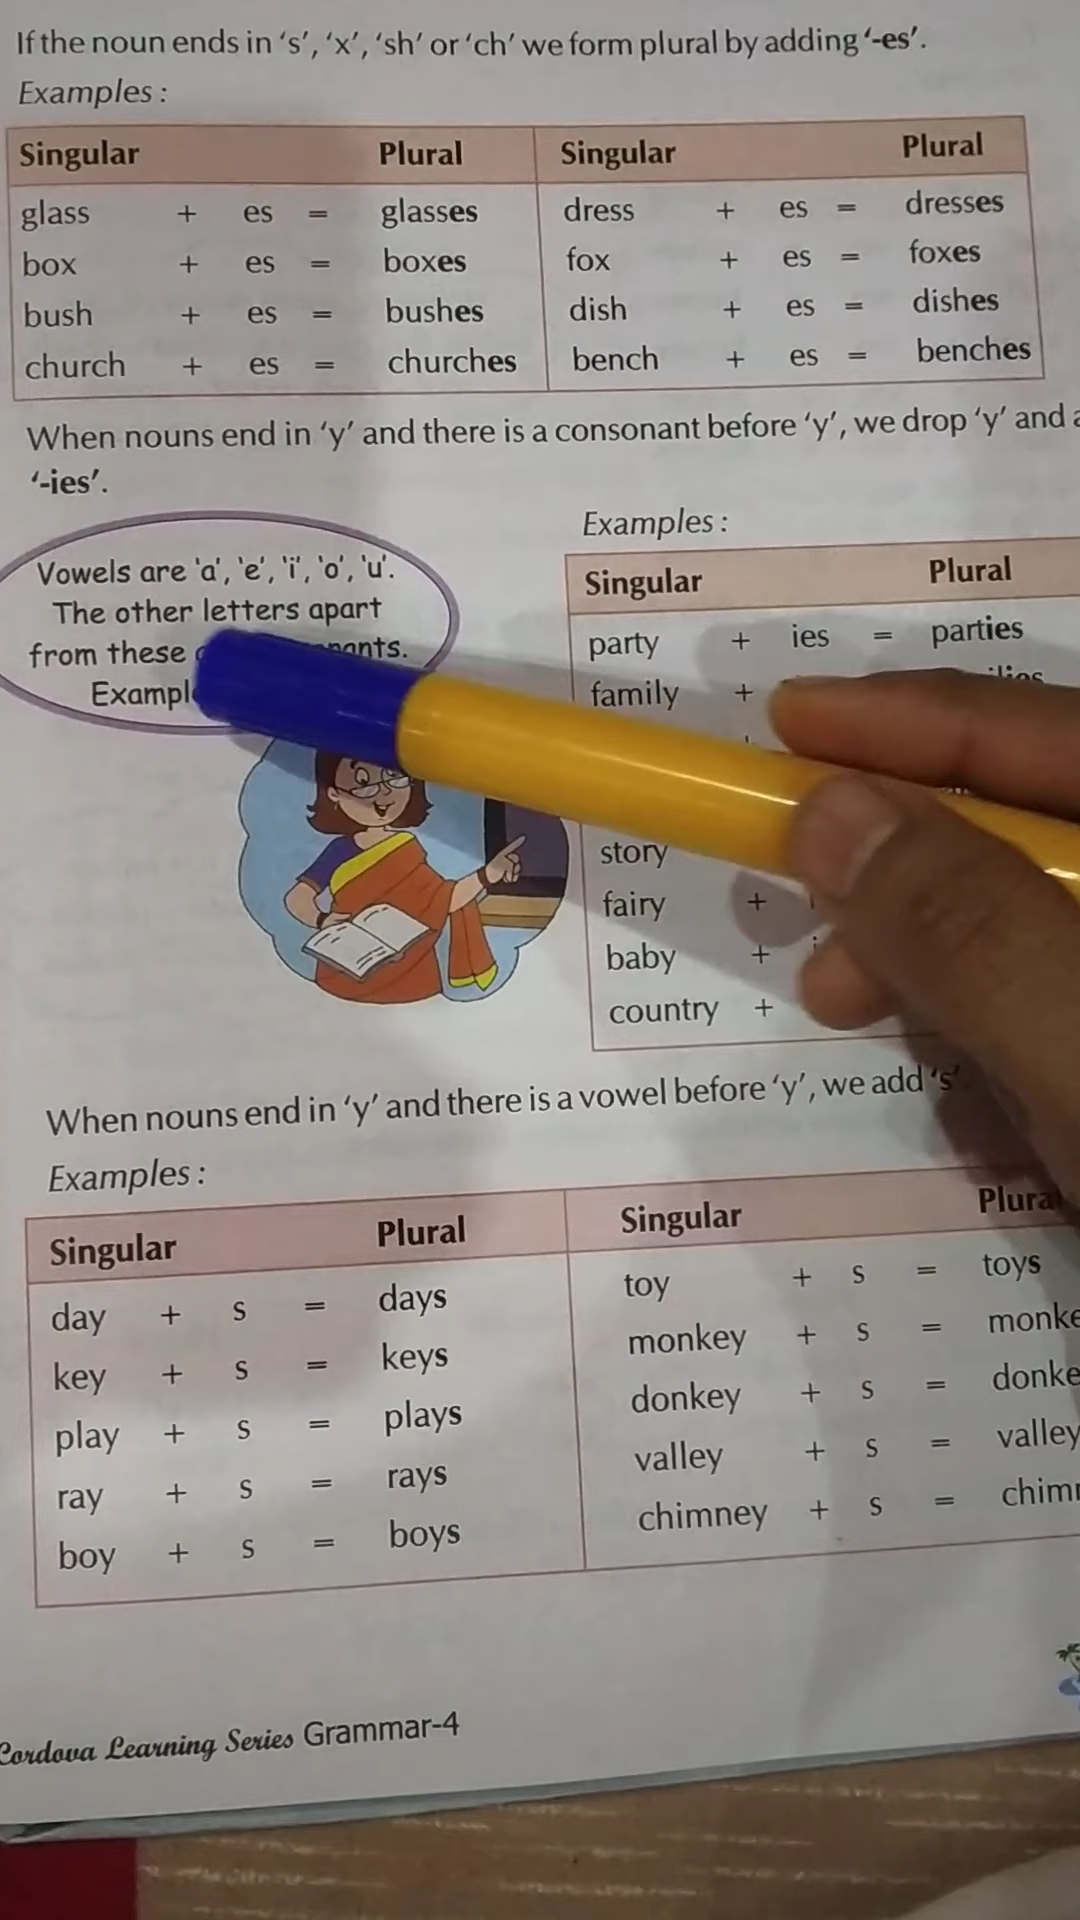 If the noun ends in ‘s’, ‘x’, ‘sh’ or ‘ch’ we form plural by adding ‘-es’.
Examples :
Singular Plural Singular Plural
glass + es = glasses dress + es = dresses
box + es = boxes fox + es = foxes
bush + es = bushes dish + es = dishes
church + es = churches bench + es = benches
When nouns end in ‘y’ and there is a consonant before ‘y’, we drop ‘y’ and
‘-ies’.
Vowels are ‘a’, ‘e’, ‘i’, ‘o’, ‘u’.
The other letters apart
from these
Examples :
Singular Plural
party + ies = parties
family +
story
fairy +
baby +
country +
When nouns end in ‘y’ and there is a vowel before ‘y’, we add ‘s’
Examples :
Singular Plural Singular Plural
day + s = days toy + s = toys
key + s = keys monkey + s =
play + s = plays donkey + s =
ray + s = rays valley + s =
boy + s = boys chimney + s =
Cordova Learning Series Grammar-4